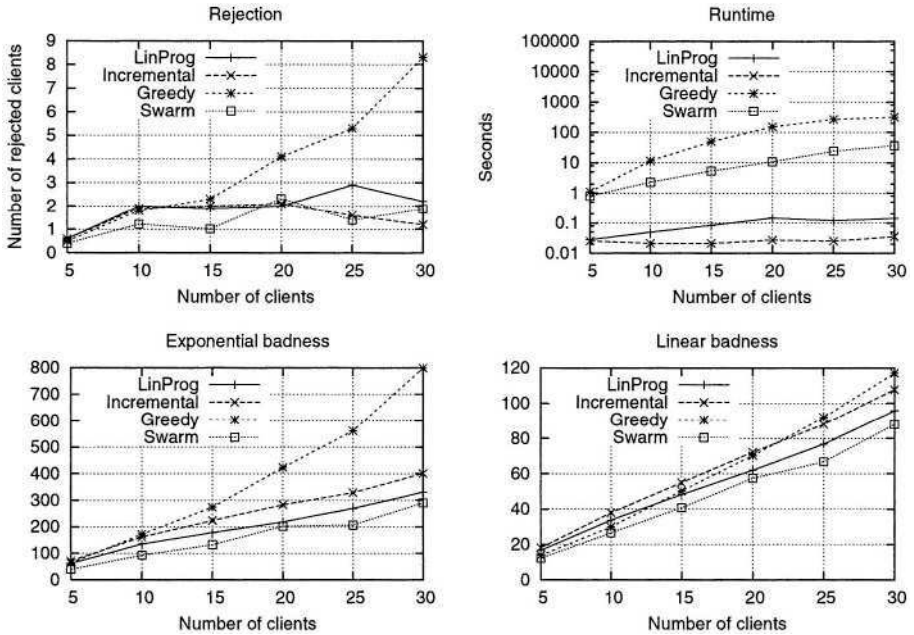 Rejection
Number of rejected clients
9
8
7
6
5
4
3
2
1
0
LinProg
Incremental
Greedy
Swarm
5 10 15 20 25 30
Number of clients
Runtime
Seconds
100000
10000
1000
100
10
1
0.1
0.01
LinProg
Incremental
Greedy
Swarm
5 10 15 20 25 30
Number of clients
Exponential badness
800
700
600
500
400
300
200
100
0
LinProg
Incremental
Greedy
Swarm
5 10 15 20 25 30
Number of clients
Linear badness
120
100
80
60
40
20
0
LinProg
Incremental
Greedy
Swarm
5 10 15 20 25 30
Number of clients